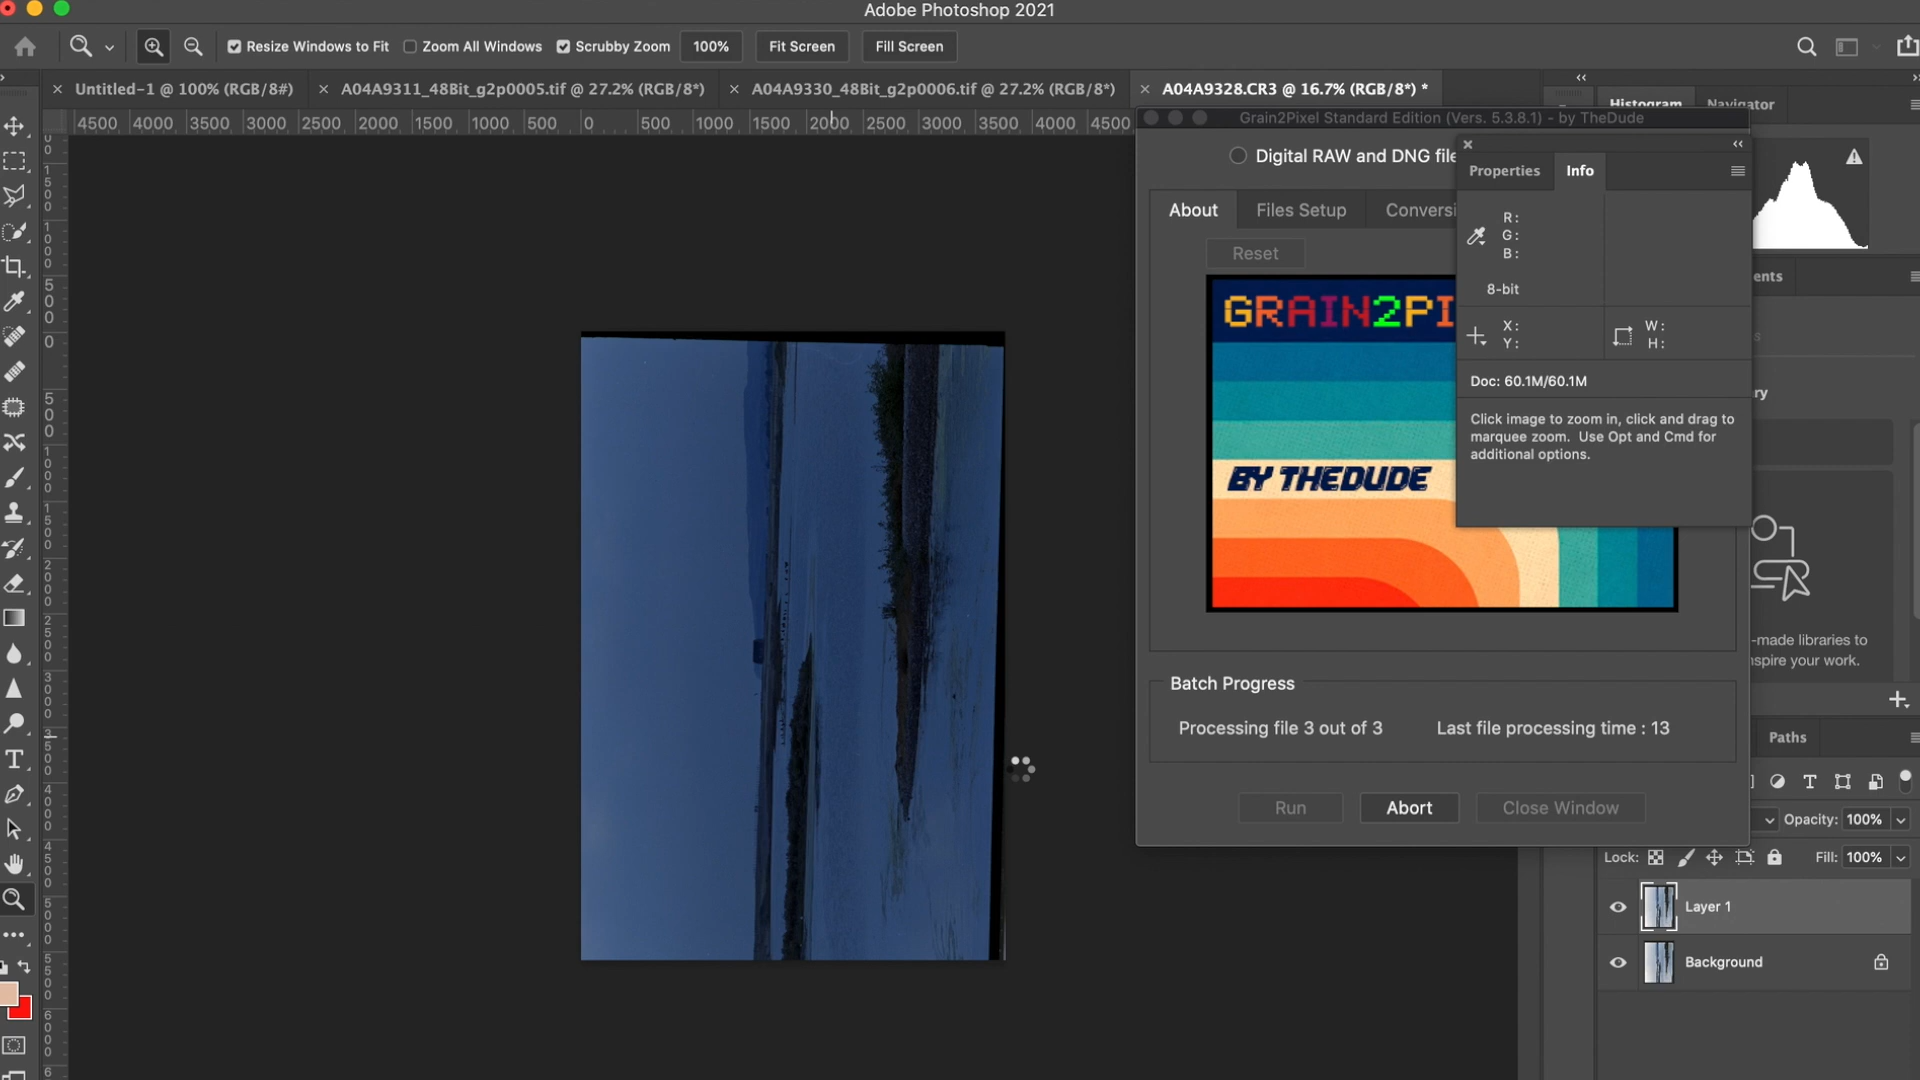 Adobe Photoshop 2021
Resize Windows to Fit Zoom All Windows Scrubby Zoom 100% Fit Screen Fill Screen
Untitled-1 @ 100% (RGB/8#) A04A9311_48Bit_g2p0005.tif @ 27.2% (RGB/8*) A04A9330_48Bit_g2p0006.tif @ 27.2% (RGB/8*) A04A9328.CR3 @ 16.7% (RGB/8*) *
Histogram Navigator
4500 4000 3500 3000 2500 2000 1500 1000 500 0 500 1000 1500 2000 2500 3000 3500 4000 4500
Grain2Pixel Standard Edition (Vers. 5.3.8.1) - by TheDude
Digital RAW and DNG file
Properties Info
About Files Setup Conversi
R:
G:
B:
Reset
8-bit
ents
GRAIN2PI
X:
Y:
W:
H:
Doc: 60.1M/60.1M
ry
Click image to zoom in, click and drag to
marquee zoom. Use Opt and Cmd for
additional options.
BY THEDUDE
-made libraries to
nspire your work.
Batch Progress
Processing file 3 out of 3 Last file processing time : 13
Paths
Run Abort Close Window
Opacity: 100%
Lock: Fill: 100%
Layer 1
Background